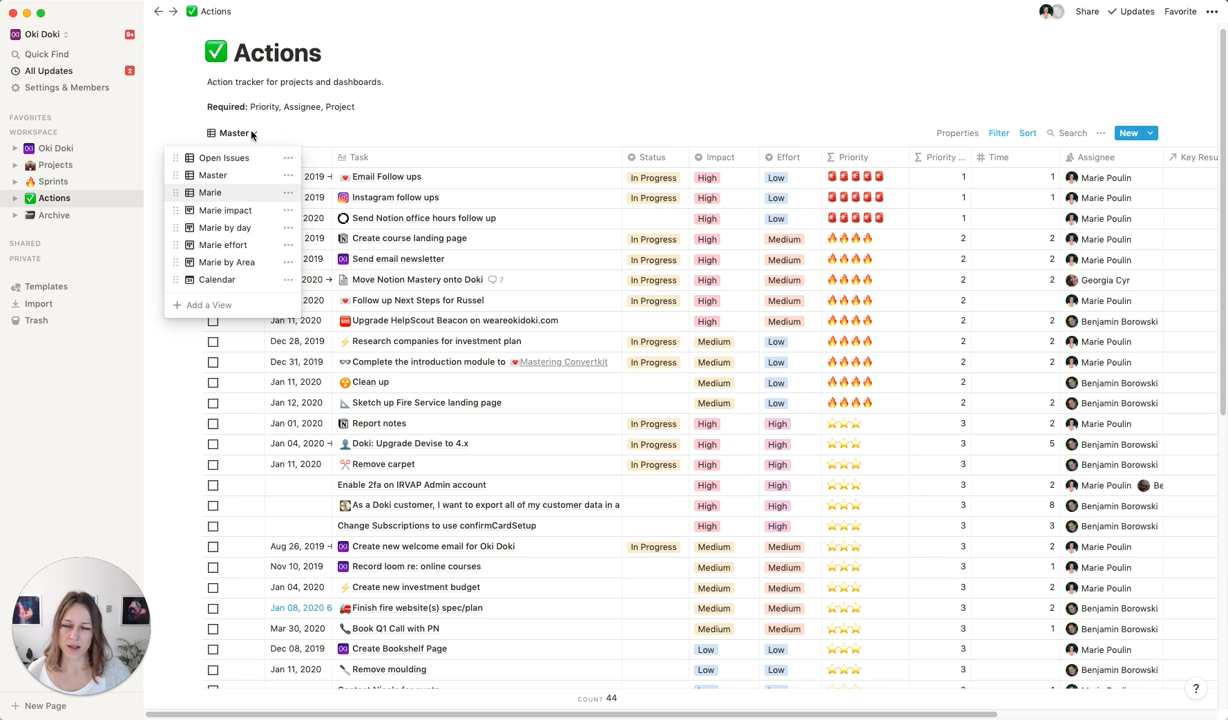 Oki Doki
9+
Quick Find
All Updates
2
Settings & Members
FAVORITES
WORKSPACE
Oki Doki
Projects
Sprints
Actions
Archive
SHARED
PRIVATE
Templates
Import
Trash
New Page
Actions
Share
Updates
Favorite
Actions
Action tracker for projects and dashboards.
Required: Priority, Assignee, Project
Master
Properties
Filter
Sort
Search
New
Open Issues
Master
Marie
Marie impact
Marie by day
Marie effort
Marie by Area
Calendar
Add a View
Task Status Impact Effort Priority Priority ... Time Assignee Key Resu
2019 Email Follow ups In Progress High Low 1 1 Marie Poulin
2019 Instagram follow ups In Progress High Low 1 1 Marie Poulin
2020 Send Notion office hours follow up High Low 1 Marie Poulin
2019 Create course landing page In Progress High Medium 2 2 Marie Poulin
2019 Send email newsletter In Progress High Medium 2 2 Marie Poulin
2020 → Move Notion Mastery onto Doki 7 In Progress High Medium 2 2 Georgia Cyr
2020 Follow up Next Steps for Russel In Progress High Medium 2 2 Marie Poulin
Jan 11, 2020 SOS Upgrade HelpScout Beacon on weareokidoki.com High Medium 2 2 Benjamin Borowski
Dec 28, 2019 Research companies for investment plan In Progress Medium Low 2 2 Marie Poulin
Dec 31, 2019 Complete the introduction module to Mastering Convertkit In Progress Medium Low 2 2 Marie Poulin
Jan 11, 2020 Clean up Medium Low 2 Benjamin Borowski
Jan 12, 2020 Sketch up Fire Service landing page Medium Low 2 2 Benjamin Borowski
Jan 01, 2020 Report notes In Progress High High 3 2 Marie Poulin
Jan 04, 2020 Doki: Upgrade Devise to 4.x In Progress High High 3 5 Benjamin Borowski
Jan 11, 2020 Remove carpet In Progress High High 3 Benjamin Borowski
Enable 2fa on IRVAP Admin account High High 3 2 Marie Poulin Be
As a Doki customer, I want to export all of my customer data in a High High 3 8 Benjamin Borowski
Change Subscriptions to use confirmCardSetup High High 3 3 Benjamin Borowski
Aug 26, 2019 Create new welcome email for Oki Doki In Progress Medium Medium 3 2 Marie Poulin
Nov 10, 2019 Record loom re: online courses Medium Medium 3 1 Marie Poulin
Jan 04, 2020 Create new investment budget Medium Medium 3 2 Marie Poulin
Jan 08, 2020 6 Finish fire website(s) spec/plan Medium Medium 3 2 Benjamin Borowski
Mar 30, 2020 Book Q1 Call with PN Medium Medium 3 1 Marie Poulin
Dec 08, 2019 Create Bookshelf Page Low Low 3 Marie Poulin
Jan 11, 2020 Remove moulding Low Low 3 Benjamin Borowski
COUNT 44
?